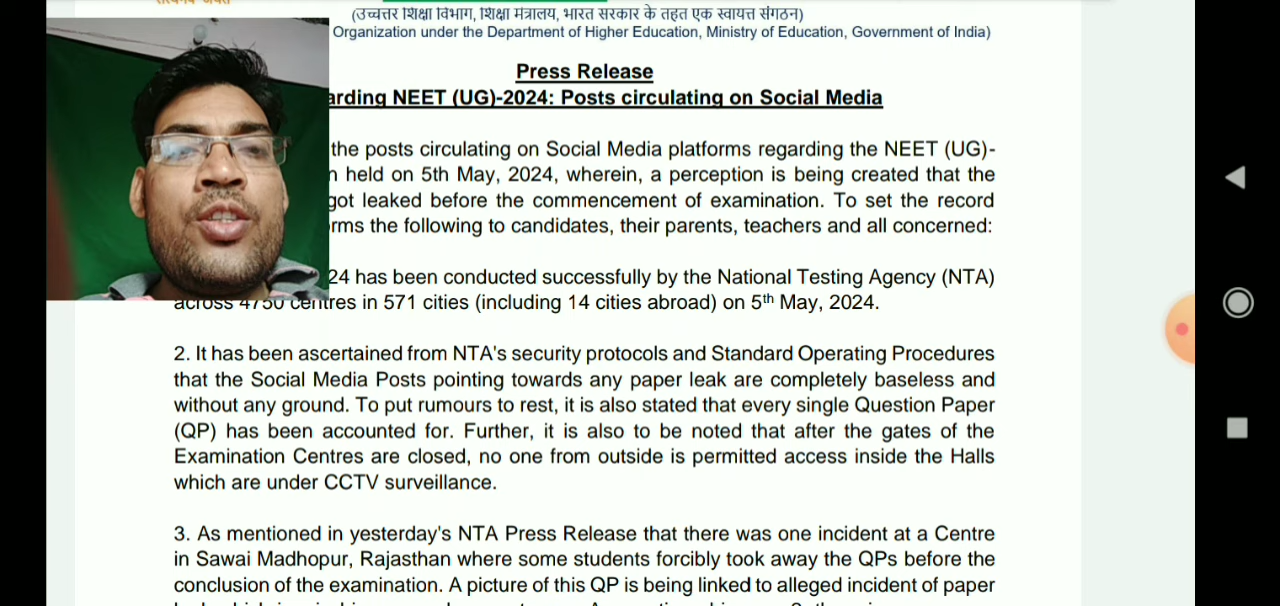 (उच्चत्तर शिक्षा विभाग, शिक्षा मंत्रालय, भारत सरकार के तहत एक स्वायत्त संगठन)
Organization under the Department of Higher Education, Ministry of Education, Government of India)
Press Release
arding NEET (UG)-2024: Posts circulating on Social Media
the posts circulating on Social Media platforms regarding the NEET (UG)-
n held on 5th May, 2024, wherein, a perception is being created that the
got leaked before the commencement of examination. To set the record
rms the following to candidates, their parents, teachers and all concerned:
24 has been conducted successfully by the National Testing Agency (NTA)
across 4750 centres in 571 cities (including 14 cities abroad) on 5th May, 2024.
2. It has been ascertained from NTA's security protocols and Standard Operating Procedures
that the Social Media Posts pointing towards any paper leak are completely baseless and
without any ground. To put rumours to rest, it is also stated that every single Question Paper
(QP) has been accounted for. Further, it is also to be noted that after the gates of the
Examination Centres are closed, no one from outside is permitted access inside the Halls
which are under CCTV surveillance.
3. As mentioned in yesterday's NTA Press Release that there was one incident at a Centre
in Sawai Madhopur, Rajasthan where some students forcibly took away the QPs before the
conclusion of the examination. A picture of this QP is being linked to alleged incident of paper